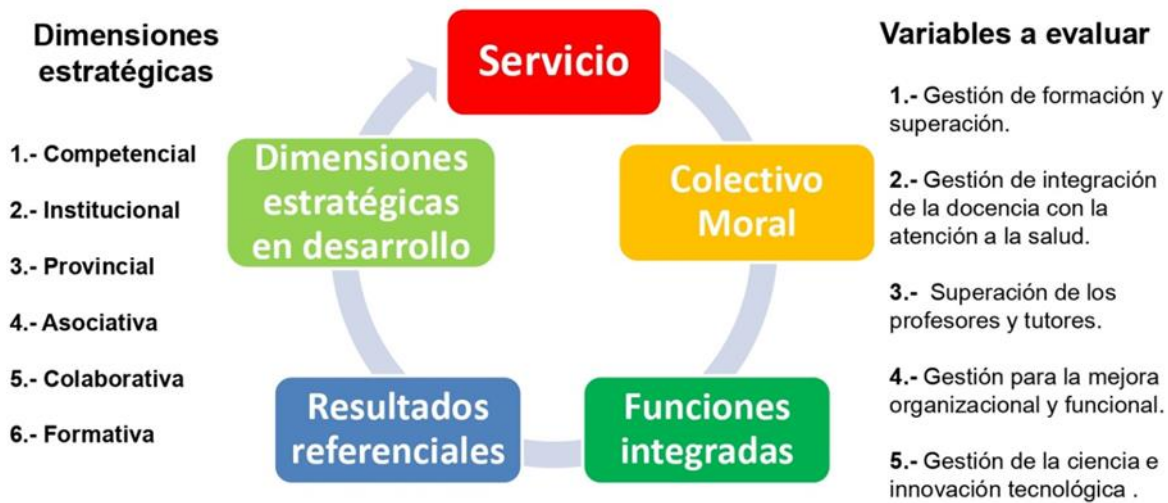 Dimensiones
estratégicas
1.- Competencial
2.- Institucional
3.- Provincial
4.- Asociativa
5.- Colaborativa
6.- Formativa
Servicio
Colectivo
Moral
Funciones
integradas
Resultados
referenciales
Dimensiones
estratégicas
en desarrollo
Variables a evaluar
1.- Gestión de formación y
superación.
2.- Gestión de integración
de la docencia con la
atención a la salud.
3.- Superación de los
profesores y tutores.
4.- Gestión para la mejora
organizacional y funcional.
5.- Gestión de la ciencia e
innovación tecnológica .